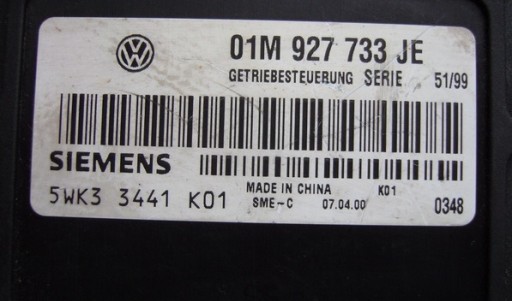 VW
01M 927 733 JE
GETRIEBESTEUERUNG SERIE 51/99
SIEMENS
5WK3 3441 K01
MADE IN CHINA K01
SME-C 07.04.00 0348